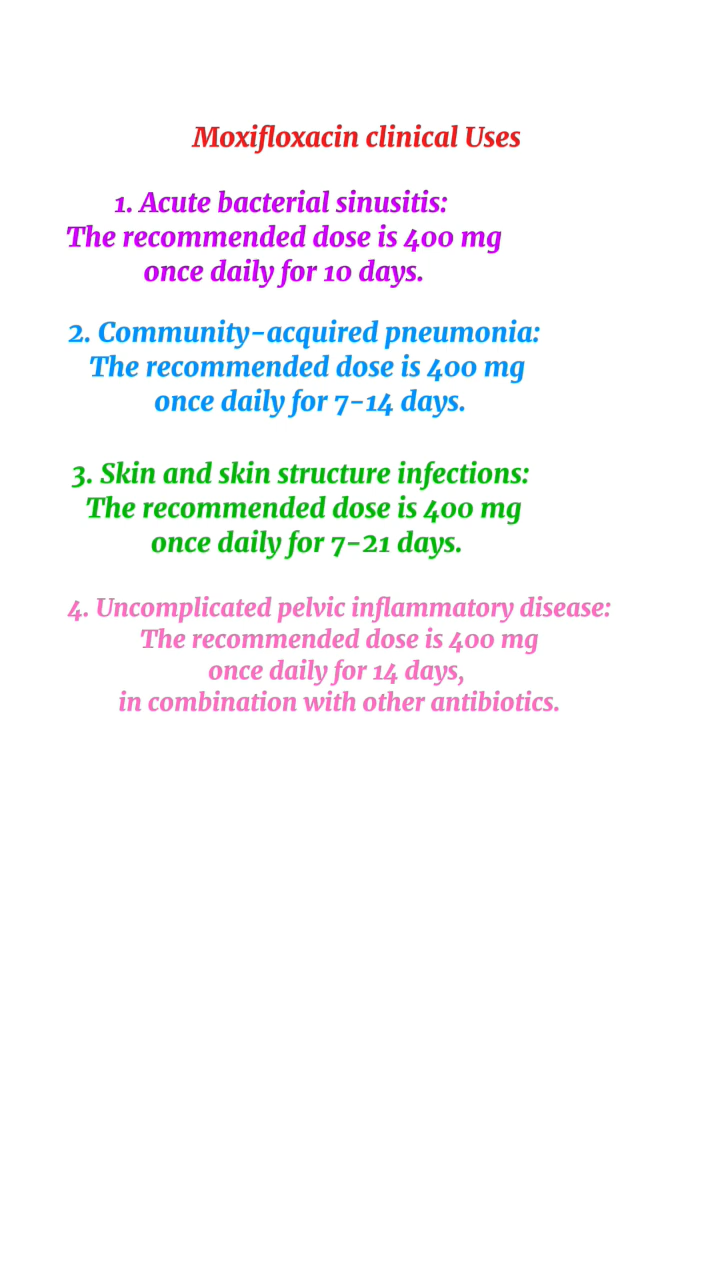 Moxifloxacin clinical Uses
1. Acute bacterial sinusitis:
The recommended dose is 400 mg
once daily for 10 days.
2. Community-acquired pneumonia:
The recommended dose is 400 mg
once daily for 7-14 days.
3. Skin and skin structure infections:
The recommended dose is 400 mg
once daily for 7-21 days.
4. Uncomplicated pelvic inflammatory disease:
The recommended dose is 400 mg
once daily for 14 days,
in combination with other antibiotics.